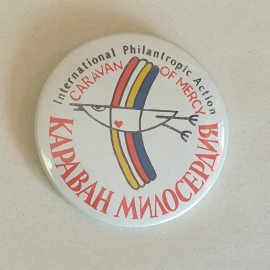 International Philantropic Action
CARAVAN OF MERCY
КАРАВАН МИЛОСЕРДИЯ